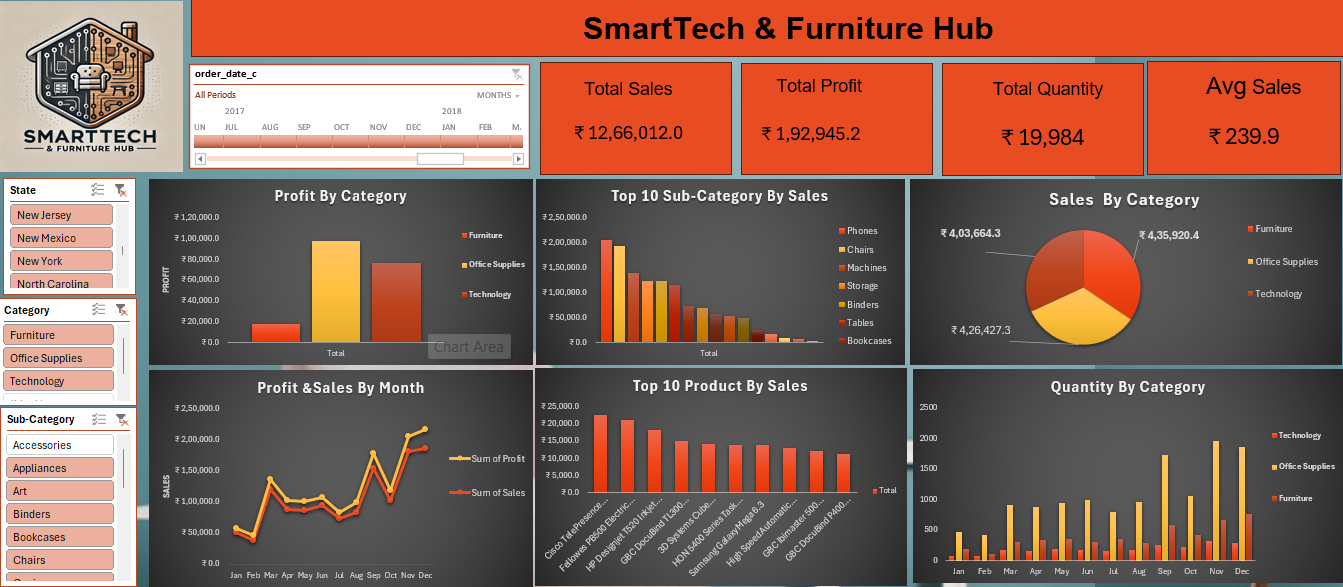 SmartTech & Furniture Hub
SMARTTECH
& FURNITURE HUB
order_date_c
All Periods
MONTHS
2017
2018
UN JUL AUG SEP OCT NOV DEC JAN FEB
Total Sales
₹ 12,66,012.0
Total Profit
₹ 1,92,945.2
Total Quantity
₹ 19,984
Avg Sales
₹ 239.9
State
New Jersey
New Mexico
New York
North Carolina
Category
Furniture
Office Supplies
Technology
Sub-Category
Accessories
Appliances
Art
Binders
Bookcases
Chairs
Profit By Category
₹ 1,20,000.0
₹ 1,00,000.0
₹ 80,000.0
₹ 60,000.0
₹ 40,000.0
₹ 20,000.0
₹ 0.0
PROFIT
Total
Furniture
Office Supplies
Technology
Chart Area
Top 10 Sub-Category By Sales
₹ 2,50,000.0
₹ 2,00,000.0
₹ 1,50,000.0
₹ 1,00,000.0
₹ 50,000.0
₹ 0.0
Total
Phones
Chairs
Machines
Storage
Binders
Tables
Bookcases
Sales By Category
₹ 4,03,664.3
₹ 4,35,920.4
₹ 4,26,427.3
Furniture
Office Supplies
Technology
Profit &Sales By Month
₹ 2,50,000.0
₹ 2,00,000.0
₹ 1,50,000.0
₹ 1,00,000.0
₹ 50,000.0
₹ 0.0
SALES
Jan Feb Mar Apr May Jun Jul Aug Sep Oct Nov Dec
Sum of Profit
Sum of Sales
Top 10 Product By Sales
₹ 25,000.0
₹ 20,000.0
₹ 15,000.0
₹ 10,000.0
₹ 5,000.0
₹ 0.0
Cisco TelePresence...
Fellowes PB500 Electric...
HP Designjet T520 Inkjet...
GBC DocuBind TL300...
3D Systems Cube...
HON 5400 Series Task...
Samsung Galaxy Mega 6.3
High Speed Automatic...
GBC Ibimaster 500...
GBC DocuBind P400...
Total
Quantity By Category
2500
2000
1500
1000
500
0
Jan Feb Mar Apr May Jun Jul Aug Sep Oct Nov Dec
Technology
Office Supplies
Furniture